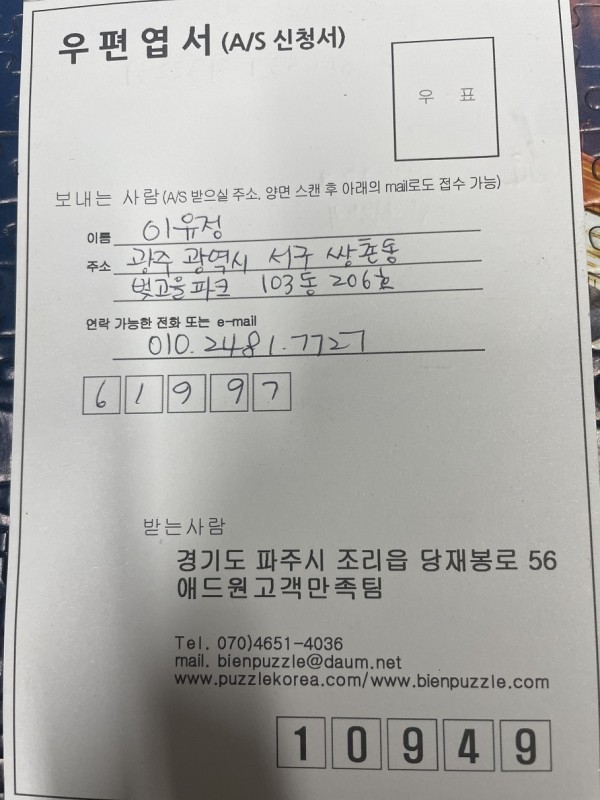 우편엽서 (A/S 신청서)
우 표
보내는 사람 (A/S 받으실 주소, 양면 스캔 후 아래의 mail로도 접수 가능)
이름 이유정
주소 광주 광역시 서구 쌍촌동
빛고을파크 103동 206호
연락 가능한 전화 또는 e-mail
010.2481.7727
6 1 9 9 7
받는사람
경기도 파주시 조리읍 당재봉로 56
애드원고객만족팀
Tel. 070)4651-4036
mail. bienpuzzle@daum.net
www.puzzlekorea.com/www.bienpuzzle.com
1 0 9 4 9